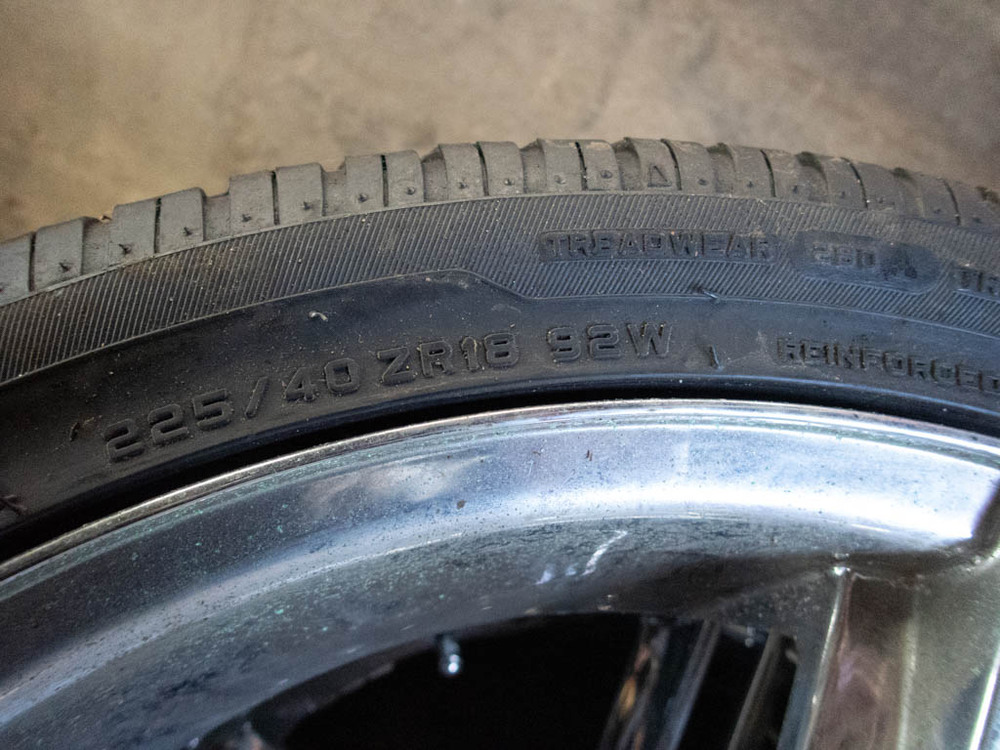 TREADWEAR 280 A
225/40 ZR18 92W
REINFORCED